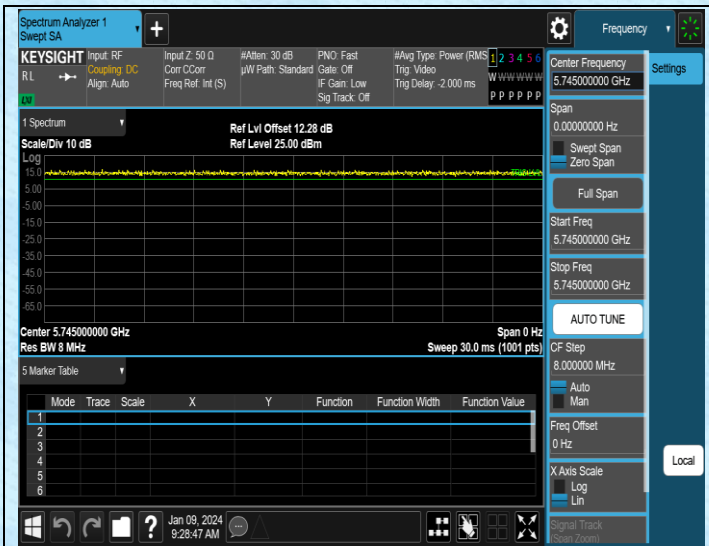 Spectrum Analyzer 1
Swept SA
+
Frequency
KEYSIGHT
RL
LXI
Input: RF
Coupling: DC
Align: Auto
Input Z: 50 Ω
Corr CCorr
Freq Ref: Int (S)
#Atten: 30 dB
µW Path: Standard
PNO: Fast
Gate: Off
IF Gain: Low
Sig Track: Off
#Avg Type: Power (RMS
Trig: Video
Trig Delay: -2.000 ms
1 2 3 4 5 6
W W W W W W
P P P P P P
1 Spectrum
Scale/Div 10 dB
Ref Lvl Offset 12.28 dB
Ref Level 25.00 dBm
Log
15.0
5.00
-5.00
-15.0
-25.0
-35.0
-45.0
-55.0
-65.0
Center 5.745000000 GHz
Span 0 Hz
Res BW 8 MHz
Sweep 30.0 ms (1001 pts)
5 Marker Table
Mode Trace Scale X Y Function Function Width Function Value
1
2
3
4
5
6
Jan 09, 2024
9:28:47 AM
?
Center Frequency
5.745000000 GHz
Span
0.00000000 Hz
Swept Span
Zero Span
Full Span
Start Freq
5.745000000 GHz
Stop Freq
5.745000000 GHz
AUTO TUNE
CF Step
8.000000 MHz
Auto
Man
Freq Offset
0 Hz
X Axis Scale
Log
Lin
Signal Track
(Span Zoom)
Settings
Local